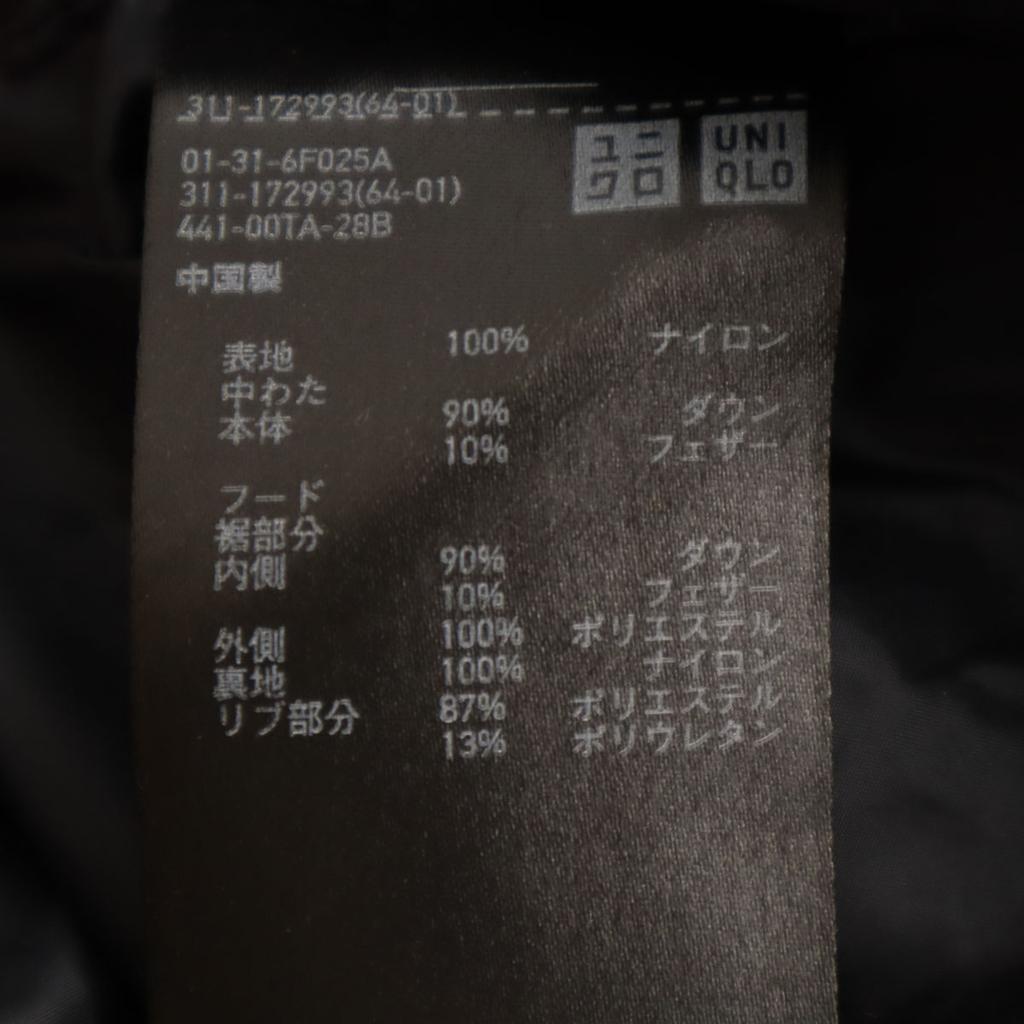 311-172993(64-01)
01-31-6F025A
311-172993(64-01)
441-00TA-28B
ユニクロ
UNIQLO
中国製
表地 100% ナイロン
中わた
本体 90% ダウン
10% フェザー
フード
裾部分
内側 90% ダウン
10% フェザー
外側 100% ポリエステル
裏地 100% ナイロン
リブ部分 87% ポリエステル
13% ポリウレタン